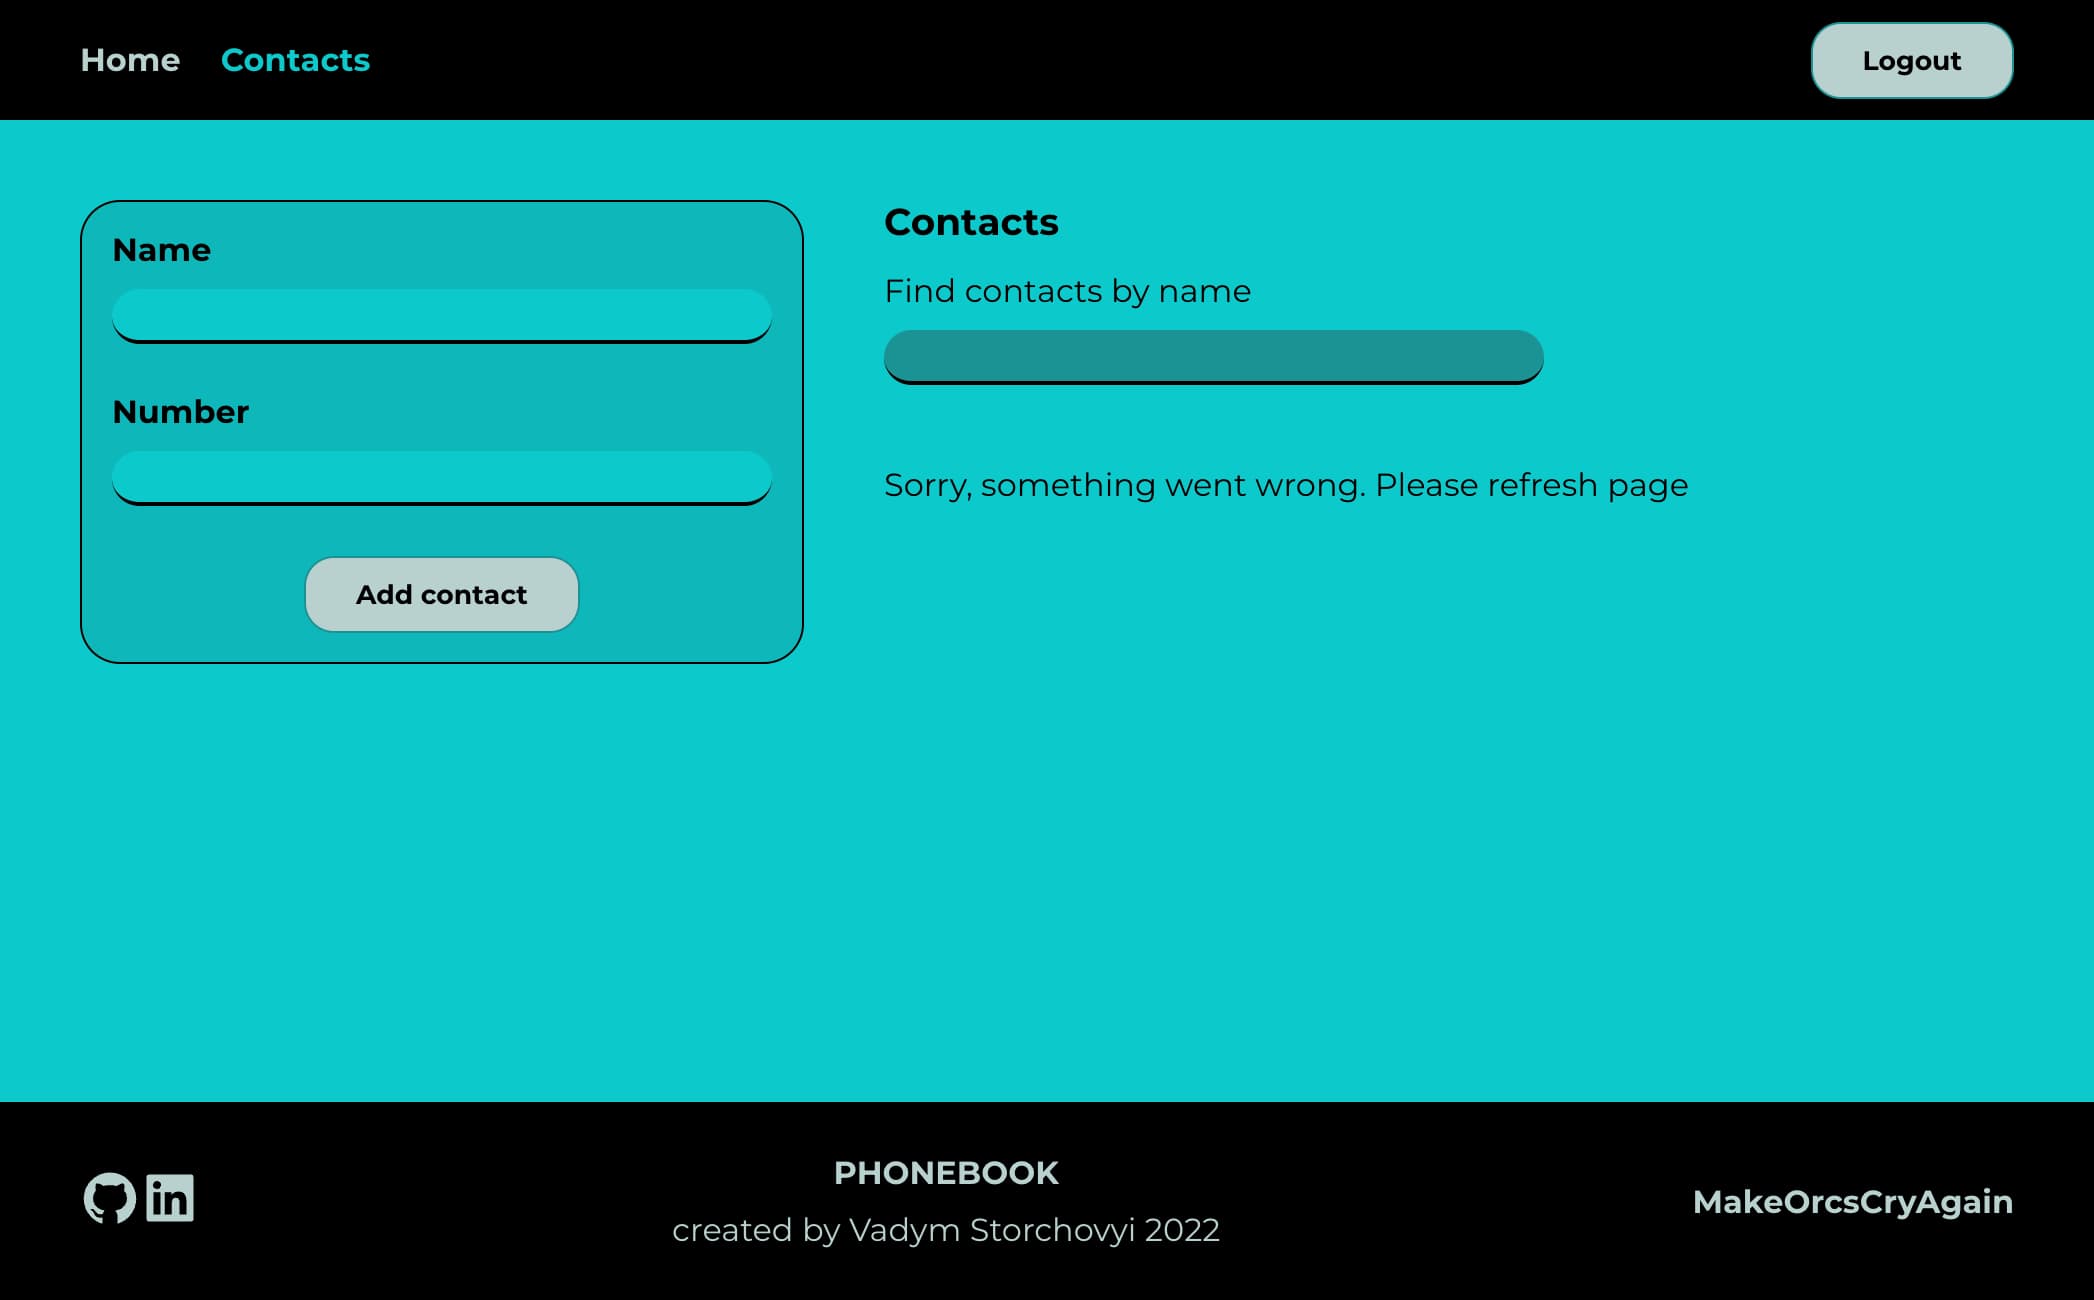 Home Contacts Logout
Name
Number
Add contact
Contacts
Find contacts by name
Sorry, something went wrong. Please refresh page
PHONEBOOK
created by Vadym Storchovyi 2022
MakeOrcsCryAgain